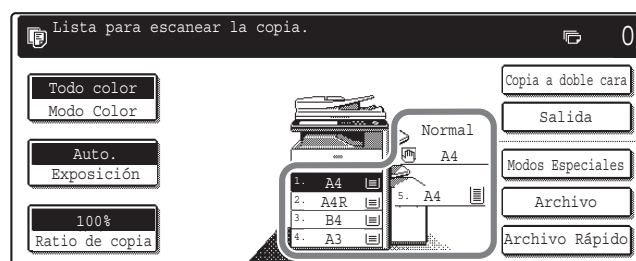 Lista para escanear la copia.
0
Todo color
Modo Color
Auto.
Exposición
100%
Ratio de copia
Normal
A4
1. A4
2. A4R
3. B4
4. A3
5. A4
Copia a doble cara
Salida
Modos Especiales
Archivo
Archivo Rápido